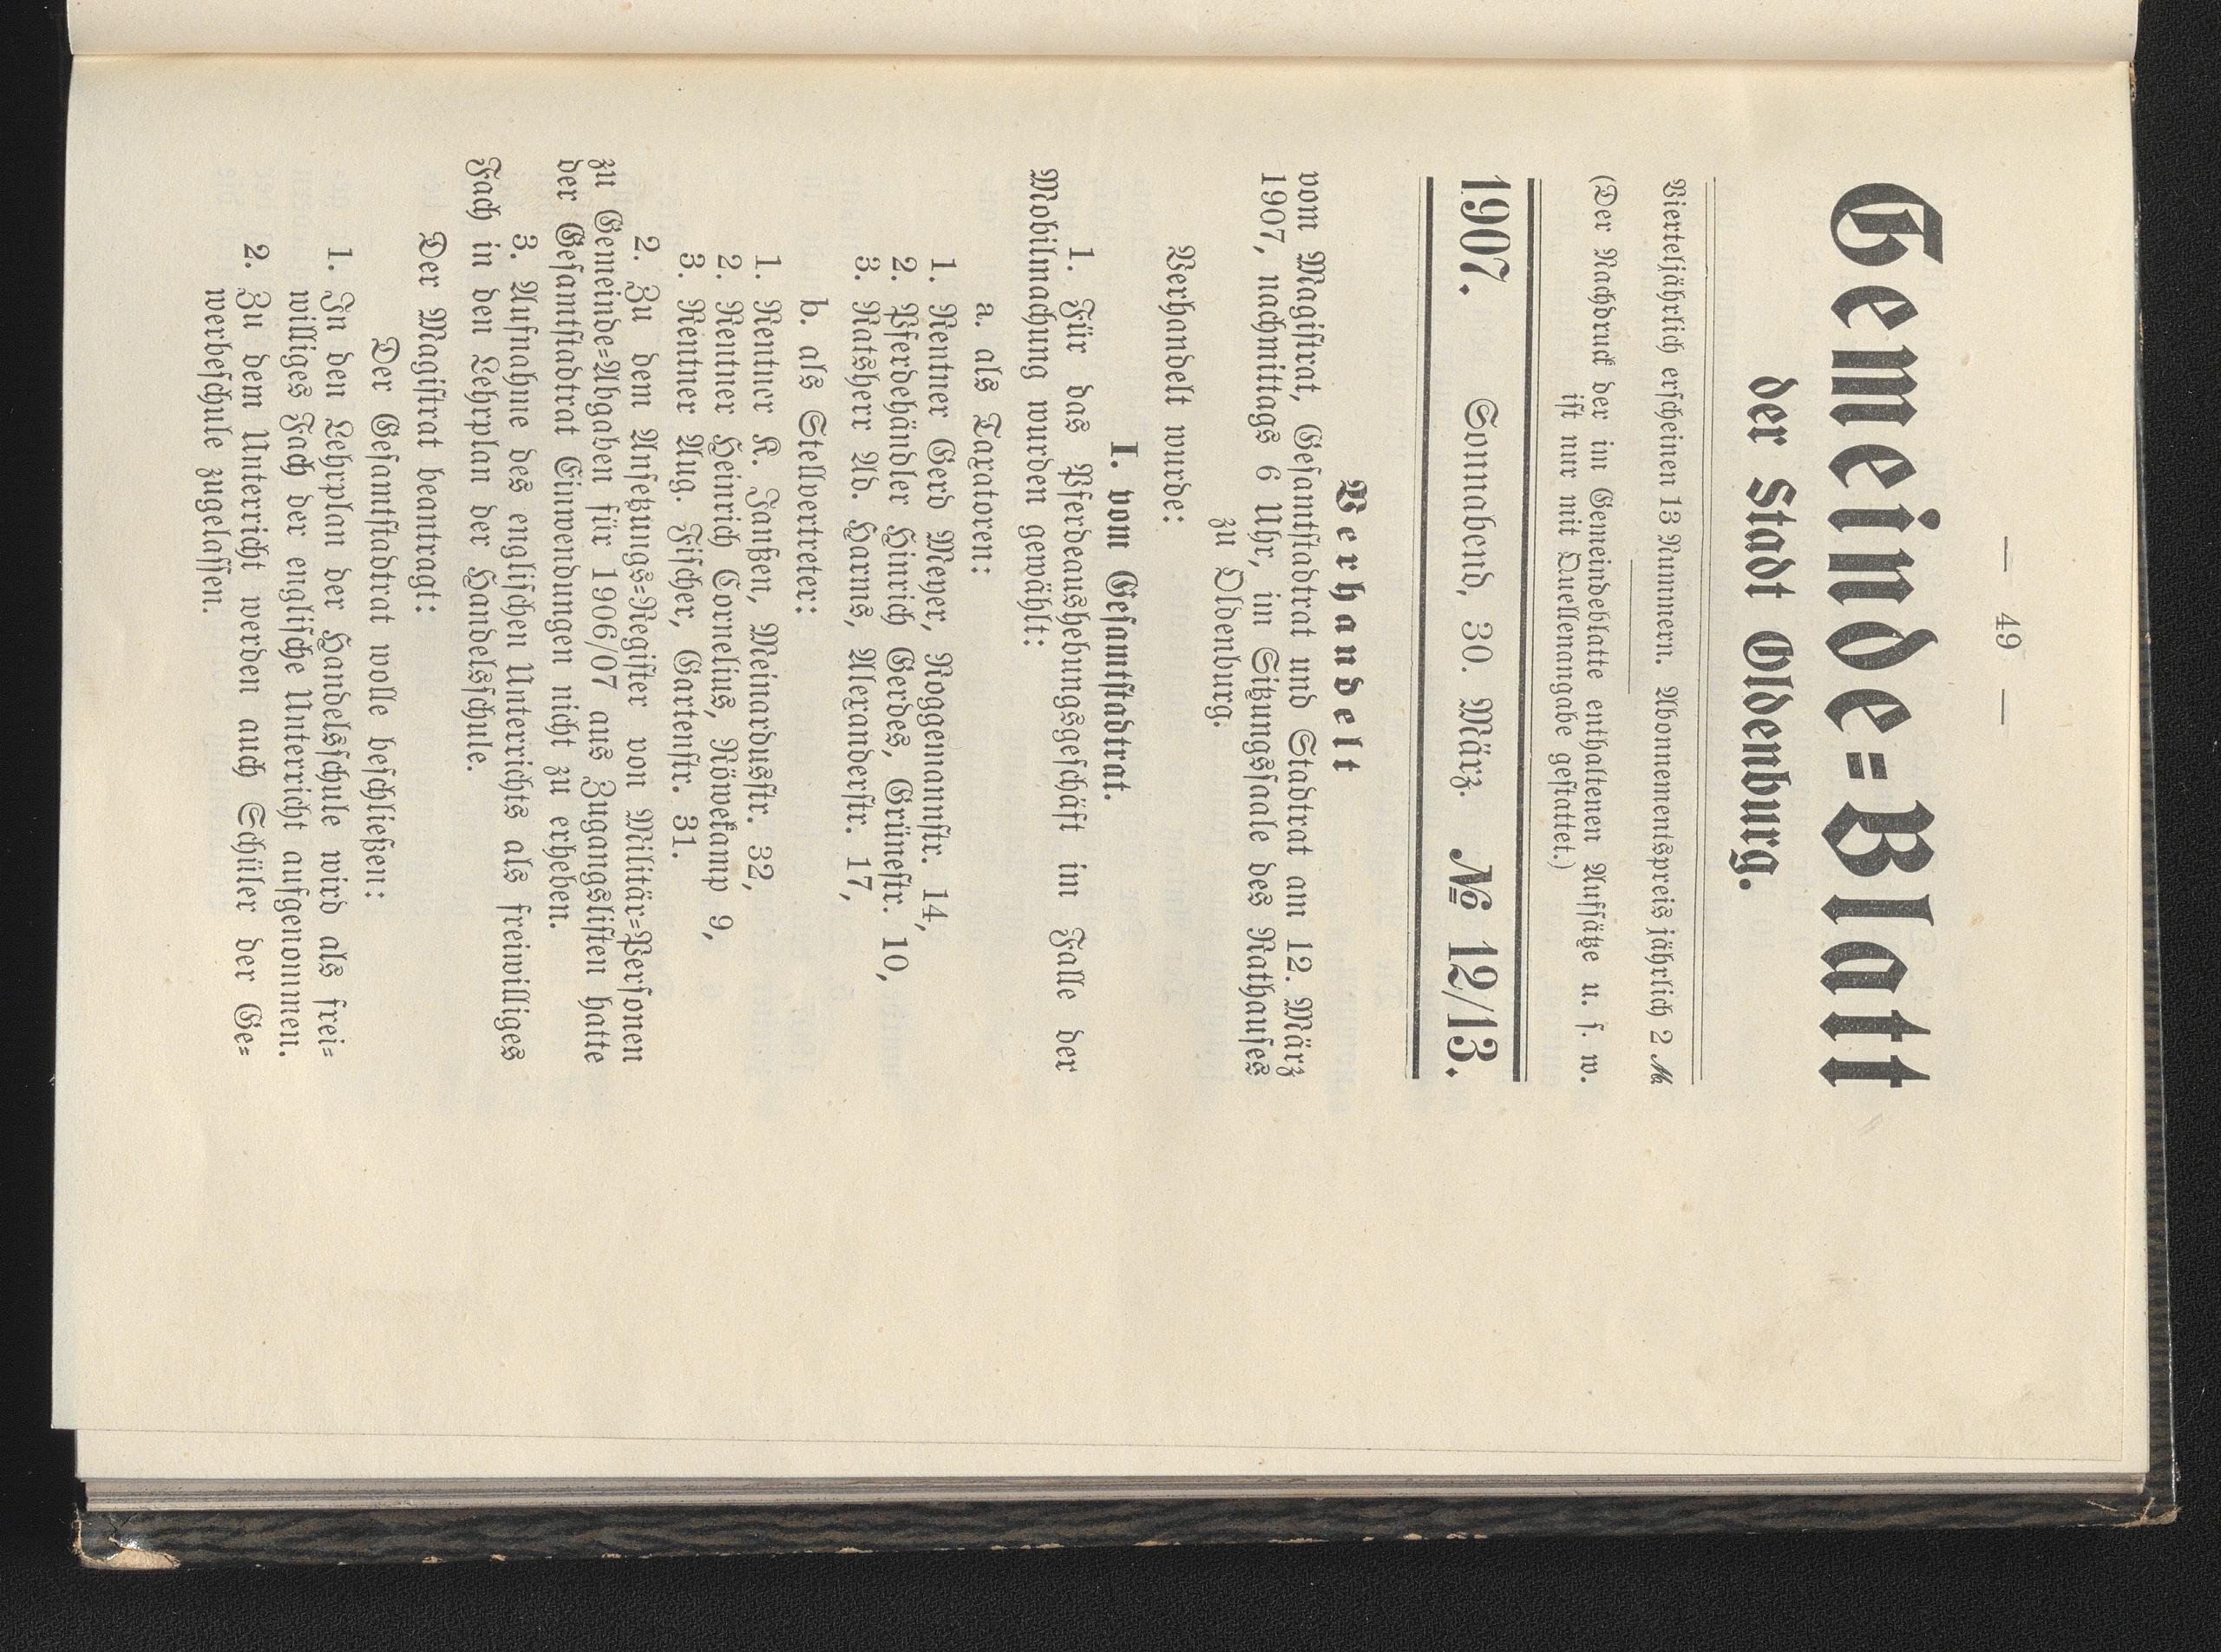 — 49 —
Gemeinde=Blatt
der Stadt Oldenburg.
Vierteljährlich erscheinen 13 Nummern. Abonnementspreis jährlich 2 ℳ
(Der Nachdruck der im Gemeindeblatte enthaltenen Aufsätze u. s. w.
ist nur mit Quellenangabe gestattet.)
1907. Sonnabend, 30. März. № 12/13.
Verhandelt
vom Magistrat, Gesamtstadtrat und Stadtrat am 12. März
1907, nachmittags 6 Uhr, im Sitzungssaale des Rathauses
zu Oldenburg.
Verhandelt wurde:
I. vom Gesamtstadtrat.
1. Für das Pferdeaushebungsgeschäft im Falle der
Mobilmachung wurden gewählt:
a. als Taxatoren:
1. Rentner Gerd Meyer, Roggemannstr. 14,
2. Pferdehändler Hinrich Gerdes, Grünestr. 10,
3. Ratsherr Ad. Harms, Alexanderstr. 17,
b. als Stellvertreter:
1. Rentner K. Janßen, Meinardusstr. 32,
2. Rentner Heinrich Cornelius, Röwekamp 9,
3. Rentner Aug. Fischer, Gartenstr. 31.
2. Zu dem Ansetzungs=Register von Militär=Personen
zu Gemeinde=Abgaben für 1906/07 aus Zugangslisten hatte
der Gesamtstadtrat Einwendungen nicht zu erheben.
3. Aufnahme des englischen Unterrichts als freiwilliges
Fach in den Lehrplan der Handelsschule.
Der Magistrat beantragt:
Der Gesamtstadtrat wolle beschließen:
1. In den Lehrplan der Handelsschule wird als frei=
williges Fach der englische Unterricht aufgenommen.
2. Zu dem Unterricht werden auch Schüler der Ge=
werbeschule zugelassen.